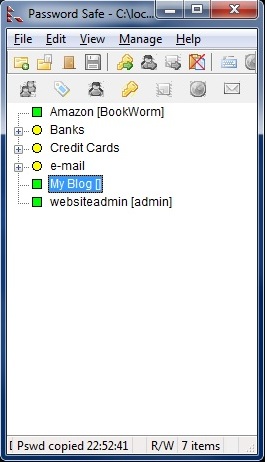 Password Safe - C:\loc...
File Edit View Manage Help
Amazon [BookWorm]
Banks
Credit Cards
e-mail
My Blog []
websiteadmin [admin]
[ Pswd copied 22:52:41 R/W 7 items